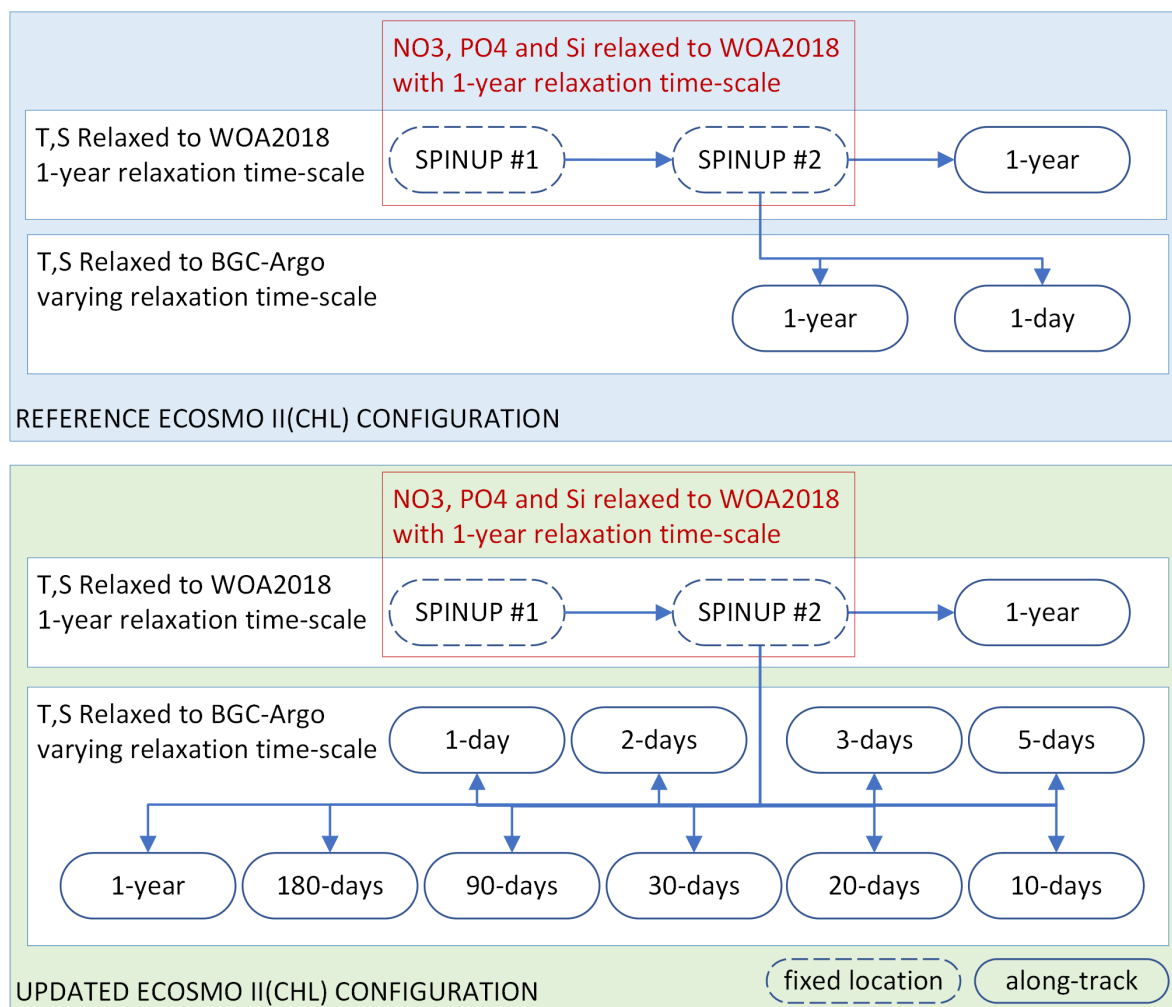 NO3, PO4 and Si relaxed to WOA2018
with 1-year relaxation time-scale
T,S Relaxed to WOA2018
1-year relaxation time-scale
SPINUP #1
SPINUP #2
1-year
T,S Relaxed to BGC-Argo
varying relaxation time-scale
1-year
1-day
REFERENCE ECOSMO II(CHL) CONFIGURATION
NO3, PO4 and Si relaxed to WOA2018
with 1-year relaxation time-scale
T,S Relaxed to WOA2018
1-year relaxation time-scale
SPINUP #1
SPINUP #2
1-year
T,S Relaxed to BGC-Argo
varying relaxation time-scale
1-day
2-days
3-days
5-days
1-year
180-days
90-days
30-days
20-days
10-days
UPDATED ECOSMO II(CHL) CONFIGURATION
fixed location
along-track